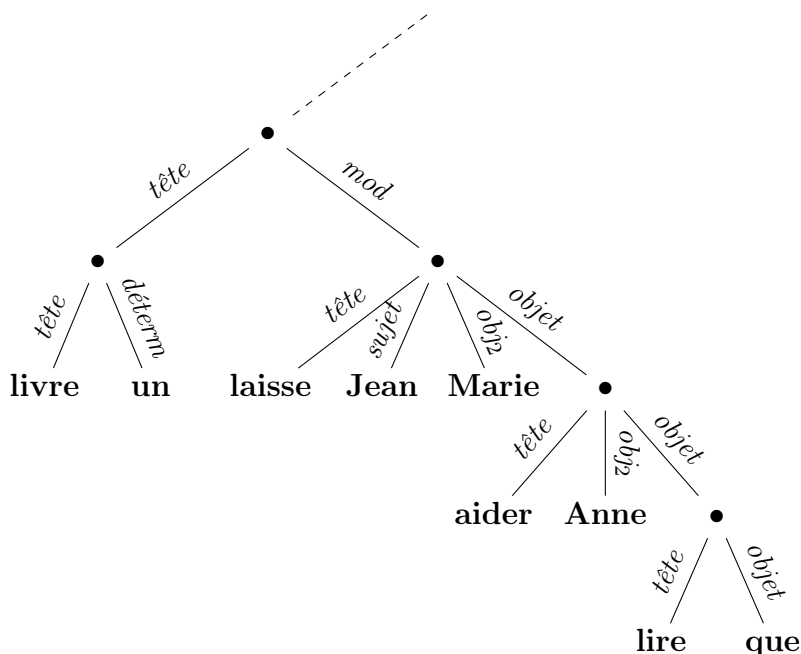 tête mod
tête déterm tête sujet obj2 objet
livre un laisse Jean Marie
tête obj2 objet
aider Anne
tête objet
lire que